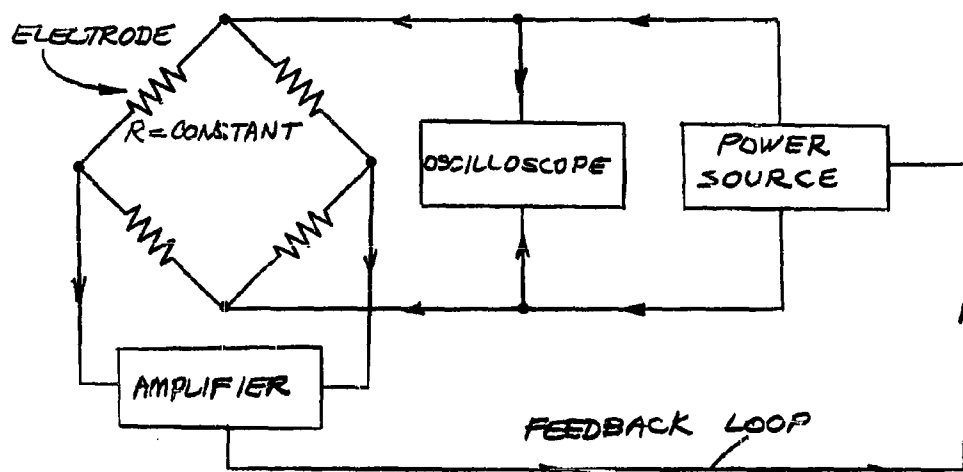 ELECTRODE
R=CONSTANT
OSCILLOSCOPE
POWER
SOURCE
AMPLIFIER
FEEDBACK LOOP